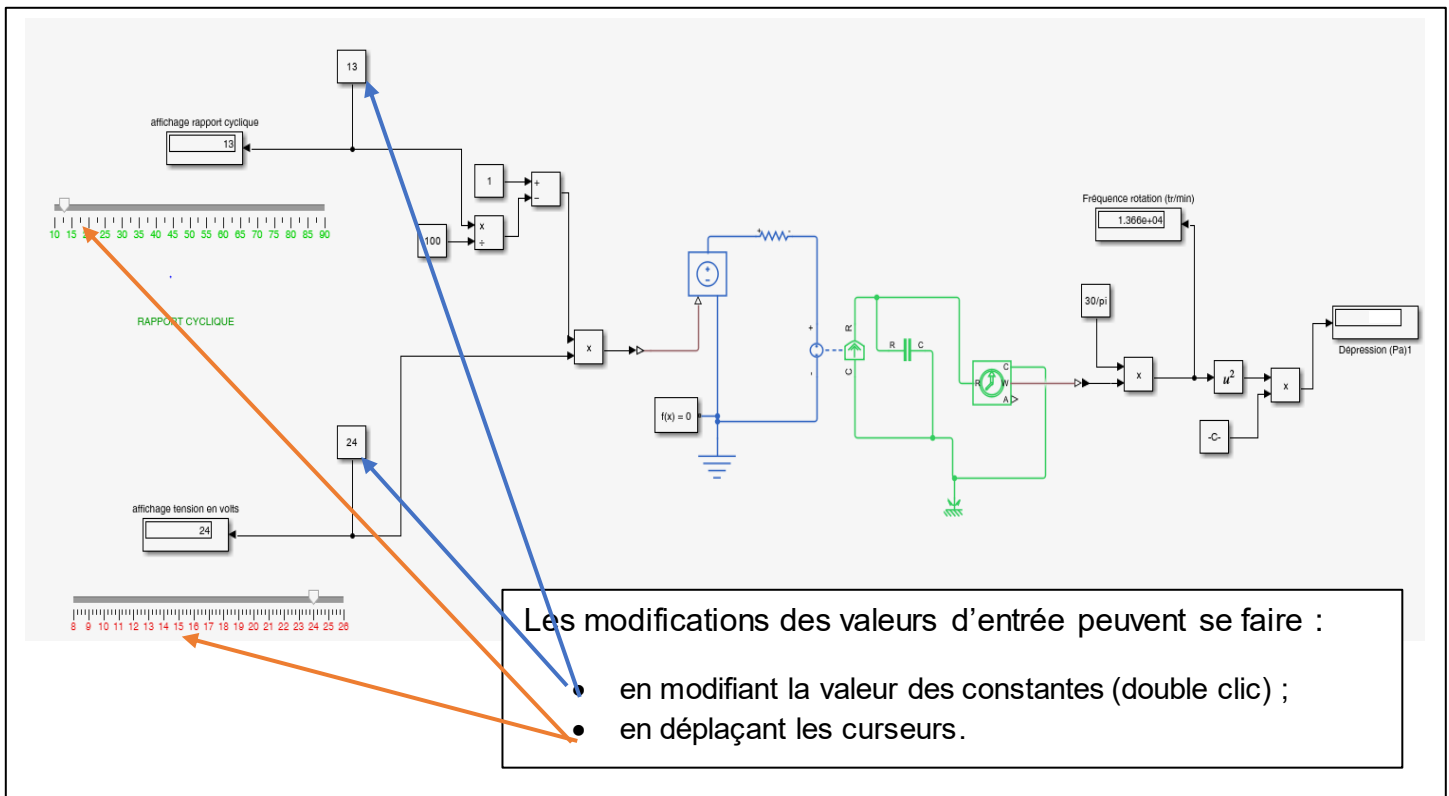 13
affichage rapport cyclique
13
1
+
−
x
÷
100
10 15 20 25 30 35 40 45 50 55 60 65 70 75 80 85 90
RAPPORT CYCLIQUE
x
24
affichage tension en volts
24
8 9 10 11 12 13 14 15 16 17 18 19 20 21 22 23 24 25 26
+ -
+
−
f(x) = 0
+
-
R
C
R C
R
C
W
A
30/pi
x
Fréquence rotation (tr/min)
1.366e+04
u²
-C-
x
Dépression (Pa)1
Les modifications des valeurs d’entrée peuvent se faire :
• en modifiant la valeur des constantes (double clic) ;
• en déplaçant les curseurs.